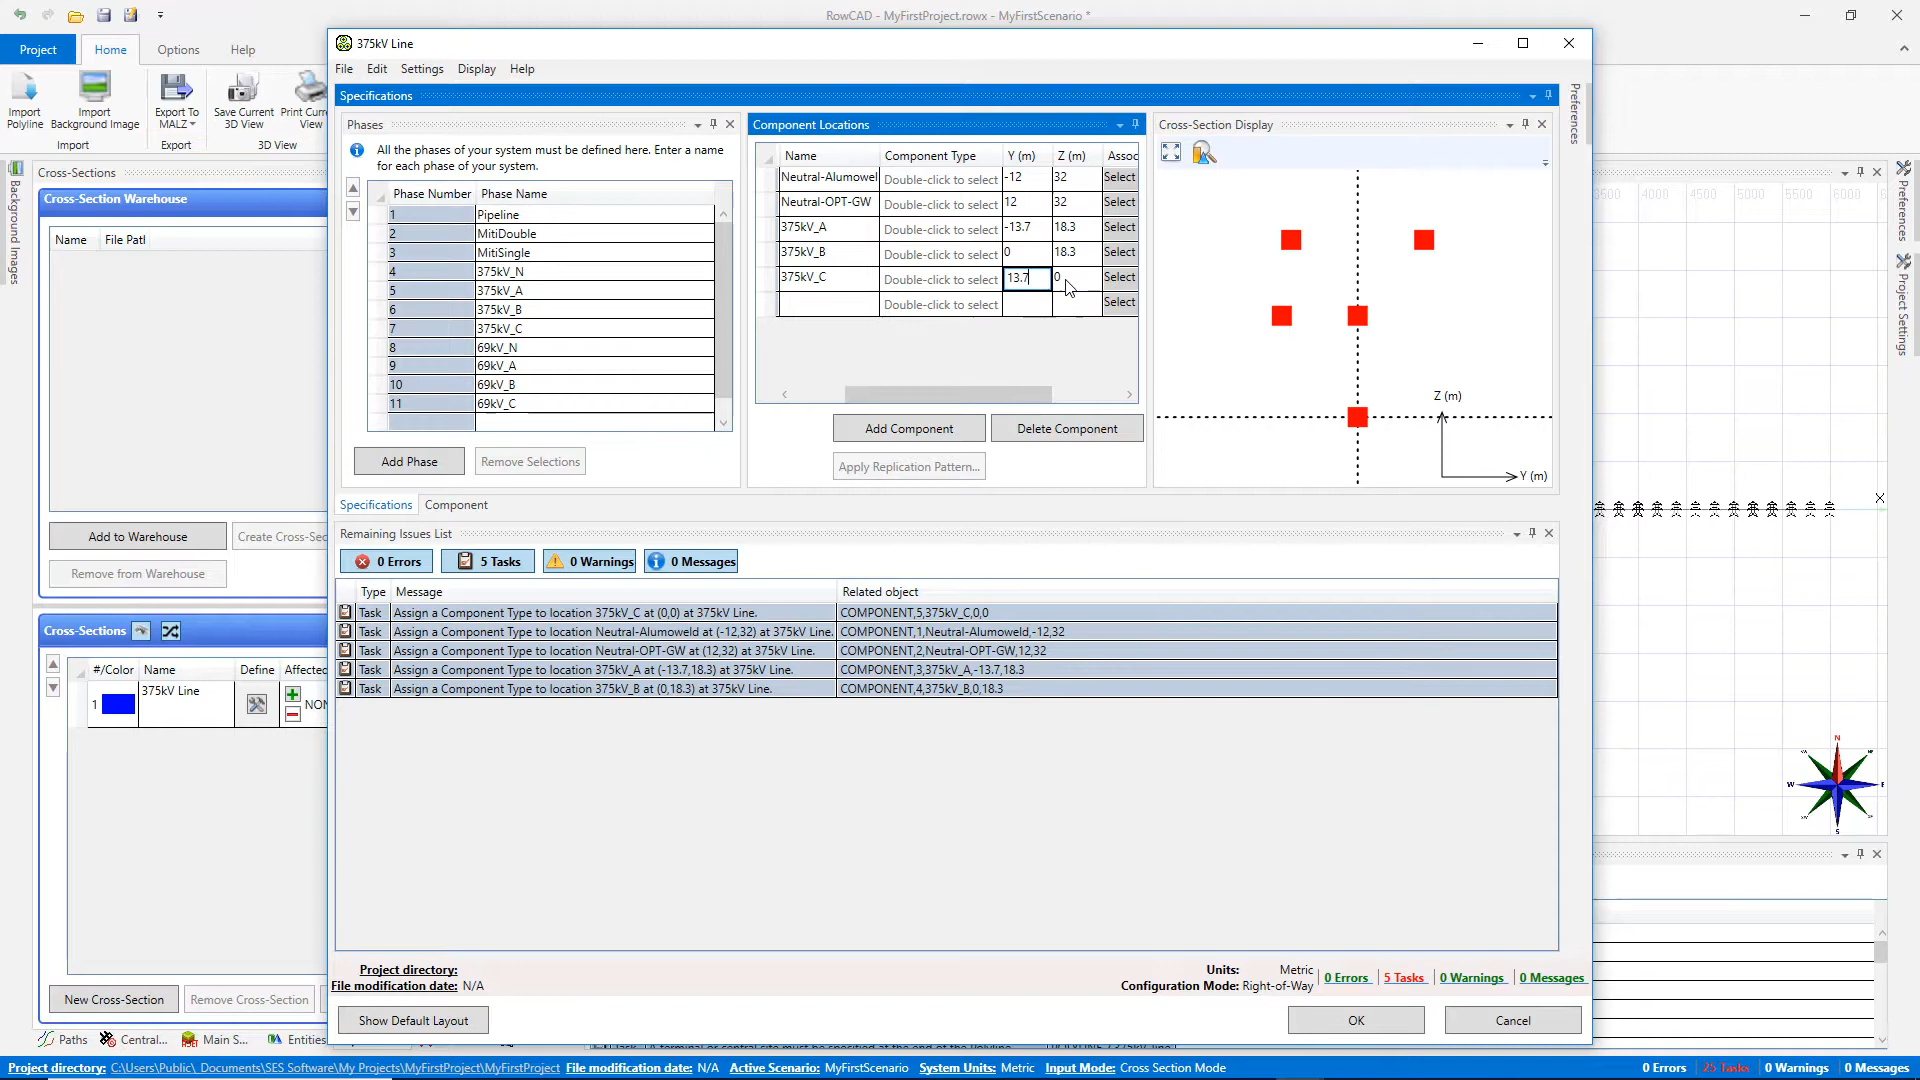 RowCAD - MyFirstProject.rowx - MyFirstScenario *
Project
Home
Options
Help
Import Polyline
Import Background Image
Export To MALZ
Save Current 3D View
Print Curre
View
Import
Export
3D View
Background Images
Cross-Sections
Cross-Section Warehouse
Name
File Patl
Add to Warehouse
Create Cross-Sec
Remove from Warehouse
Cross-Sections
#/Color
Name
Define
Affected
1
375kV Line
NON
New Cross-Section
Remove Cross-Section
Paths
Central...
Main S...
Entities
375kV Line
File
Edit
Settings
Display
Help
Specifications
Phases
All the phases of your system must be defined here. Enter a name
for each phase of your system.
Phase Number
Phase Name
1 Pipeline
2 MitiDouble
3 MitiSingle
4 375kV_N
5 375kV_A
6 375kV_B
7 375kV_C
8 69kV_N
9 69kV_A
10 69kV_B
11 69kV_C
Add Phase
Remove Selections
Component Locations
Name Component Type Y (m) Z (m) Assoc
Neutral-Alumowel Double-click to select -12 32 Select
Neutral-OPT-GW Double-click to select 12 32 Select
375kV_A Double-click to select -13.7 18.3 Select
375kV_B Double-click to select 0 18.3 Select
375kV_C Double-click to select 13.7 0 Select
Double-click to select Select
Add Component
Delete Component
Apply Replication Pattern...
Cross-Section Display
Z (m)
Y (m)
Preferences
Specifications
Component
Remaining Issues List
0 Errors
5 Tasks
0 Warnings
0 Messages
Type Message Related object
Task Assign a Component Type to location 375kV_C at (0,0) at 375kV Line. COMPONENT,5,375kV_C,0,0
Task Assign a Component Type to location Neutral-Alumoweld at (-12,32) at 375kV Line. COMPONENT,1,Neutral-Alumoweld,-12,32
Task Assign a Component Type to location Neutral-OPT-GW at (12,32) at 375kV Line. COMPONENT,2,Neutral-OPT-GW,12,32
Task Assign a Component Type to location 375kV_A at (-13.7,18.3) at 375kV Line. COMPONENT,3,375kV_A,-13.7,18.3
Task Assign a Component Type to location 375kV_B at (0,18.3) at 375kV Line. COMPONENT,4,375kV_B,0,18.3
Project directory:
File modification date: N/A
Units: Metric
Configuration Mode: Right-of-Way
0 Errors
5 Tasks
0 Warnings
0 Messages
Show Default Layout
OK
Cancel
4500
5000
5500
6000
X
N
W
E
S
Preferences
Project Settings
Project directory: C:\Users\Public\_Documents\SES Software\My Projects\MyFirstProject\MyFirstProject File modification date: N/A Active Scenario: MyFirstScenario System Units: Metric Input Mode: Cross Section Mode
0 Errors
25 Tasks
0 Warnings
0 Messages